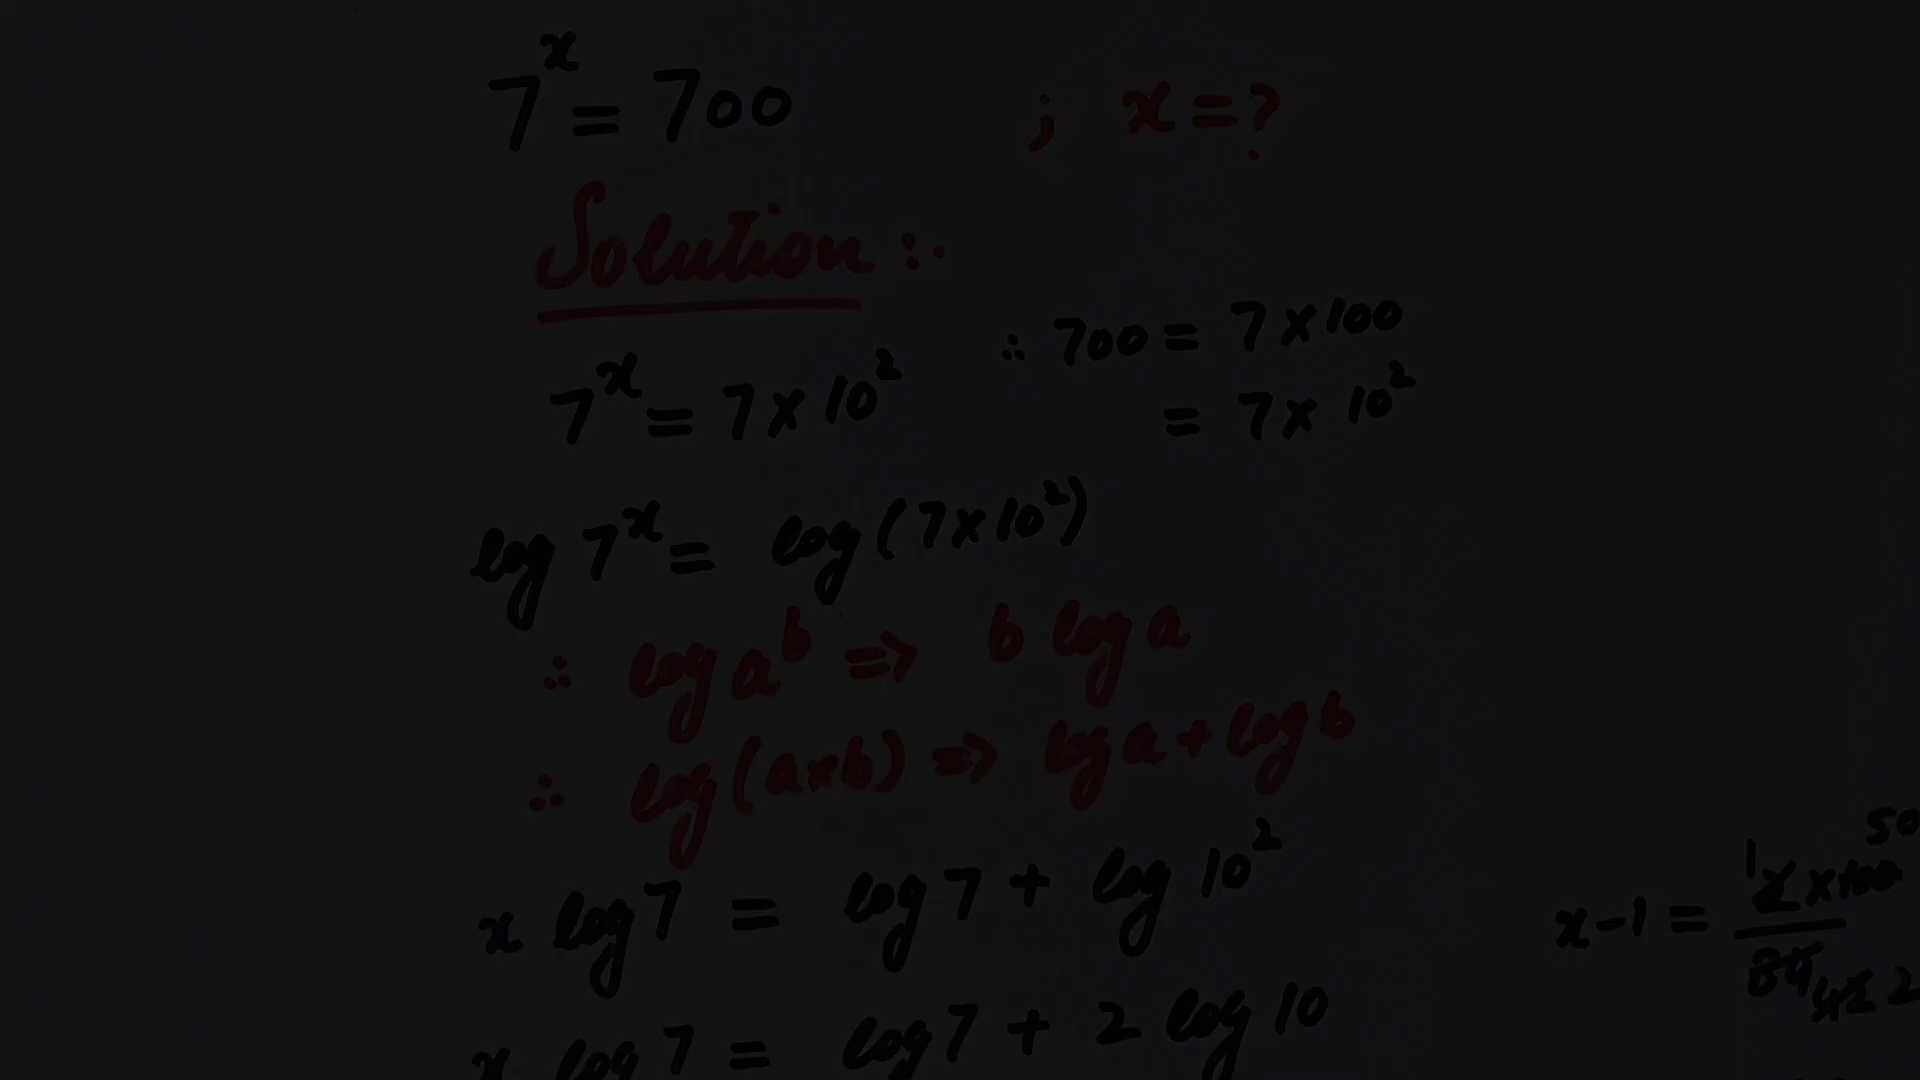 7^x = 700 ; x = ?
Solution :-
7^x = 7 × 10^2 ∴ 700 = 7 × 100
= 7 × 10^2
log 7^x = log (7 × 10^2)
∴ log a^b => b log a
∴ log (a×b) => log a + log b
x log 7 = log 7 + log 10^2
x log 7 = log 7 + 2 log 10
50
x - 1 =